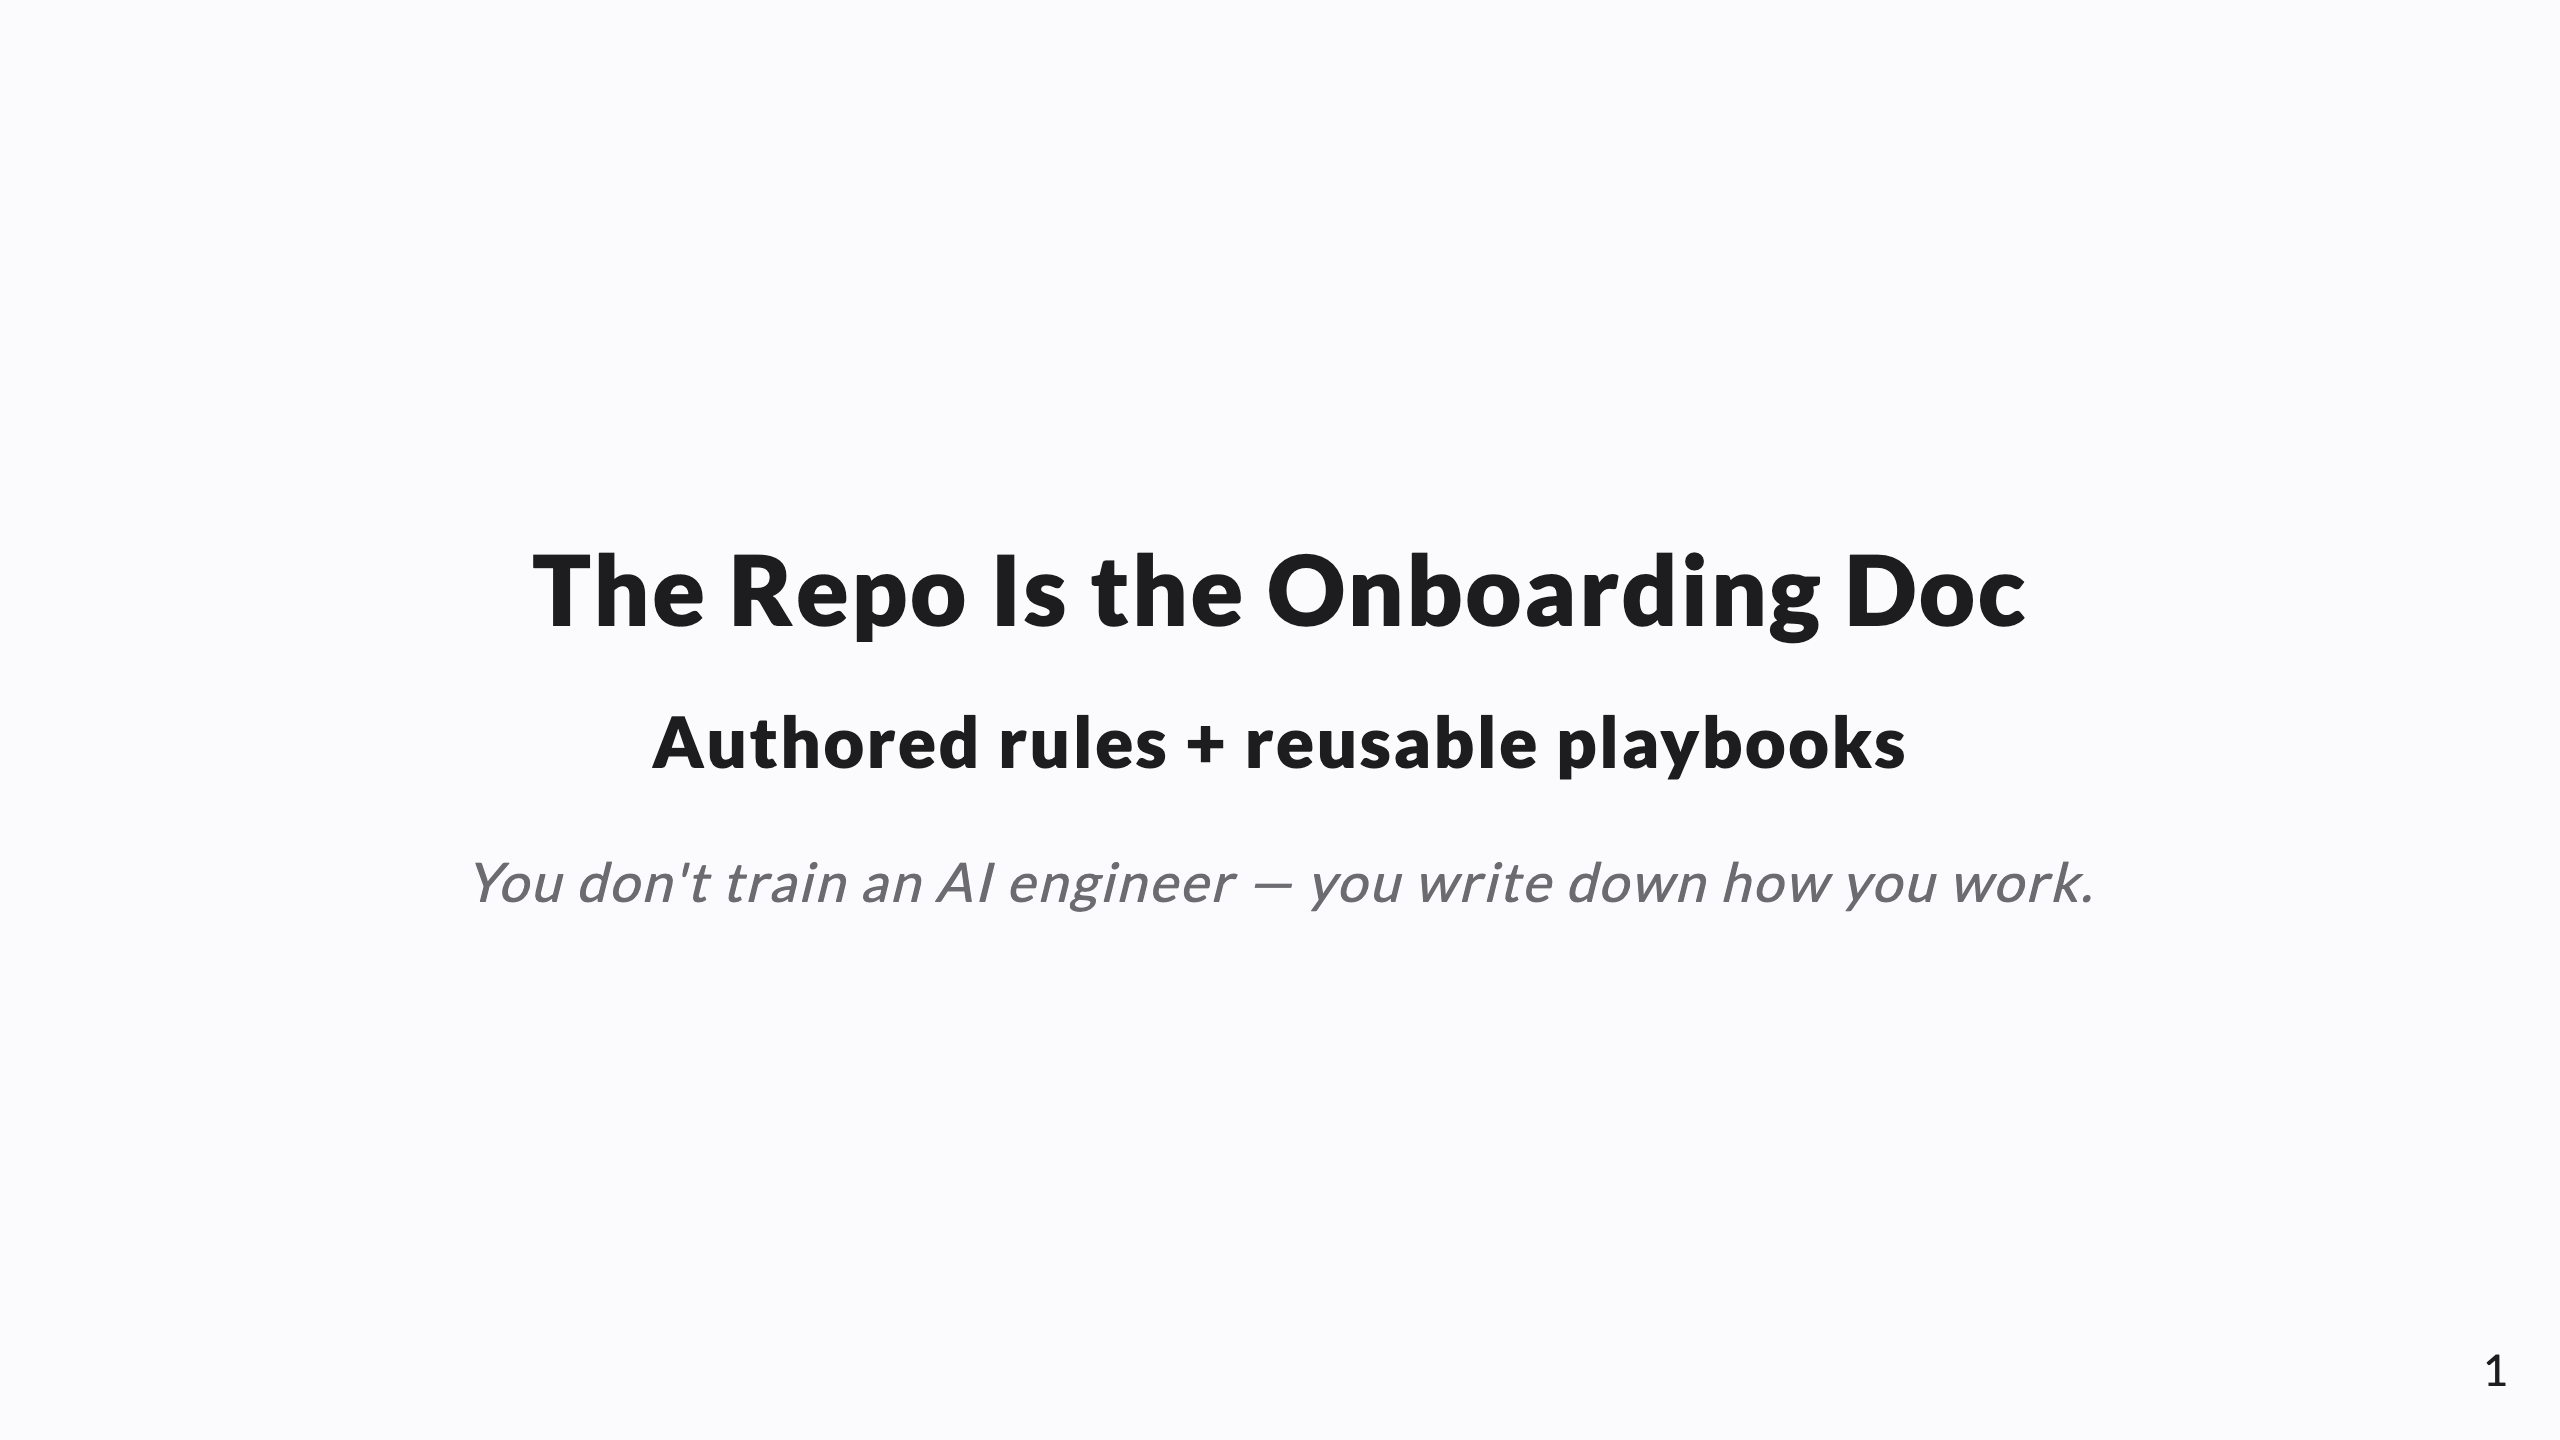 The Repo Is the Onboarding Doc
Authored rules + reusable playbooks
You don't train an AI engineer — you write down how you work.
1